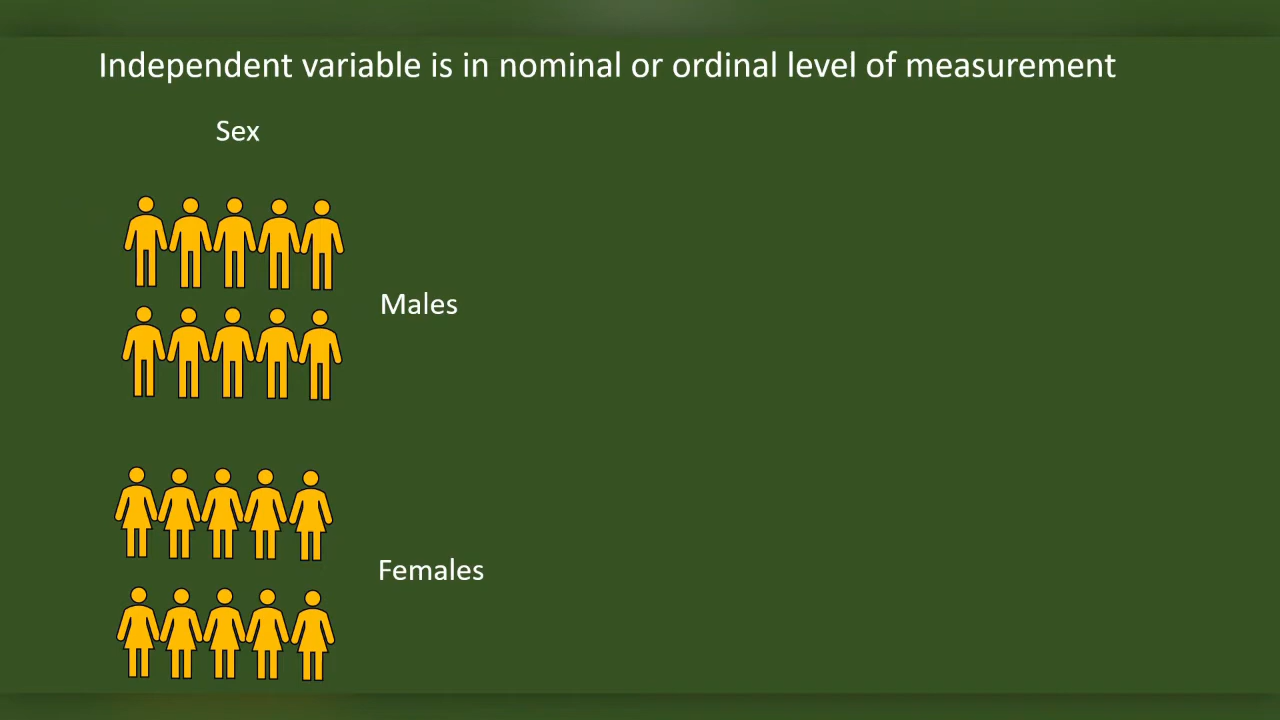 Independent variable is in nominal or ordinal level of measurement
Sex
Males
Females